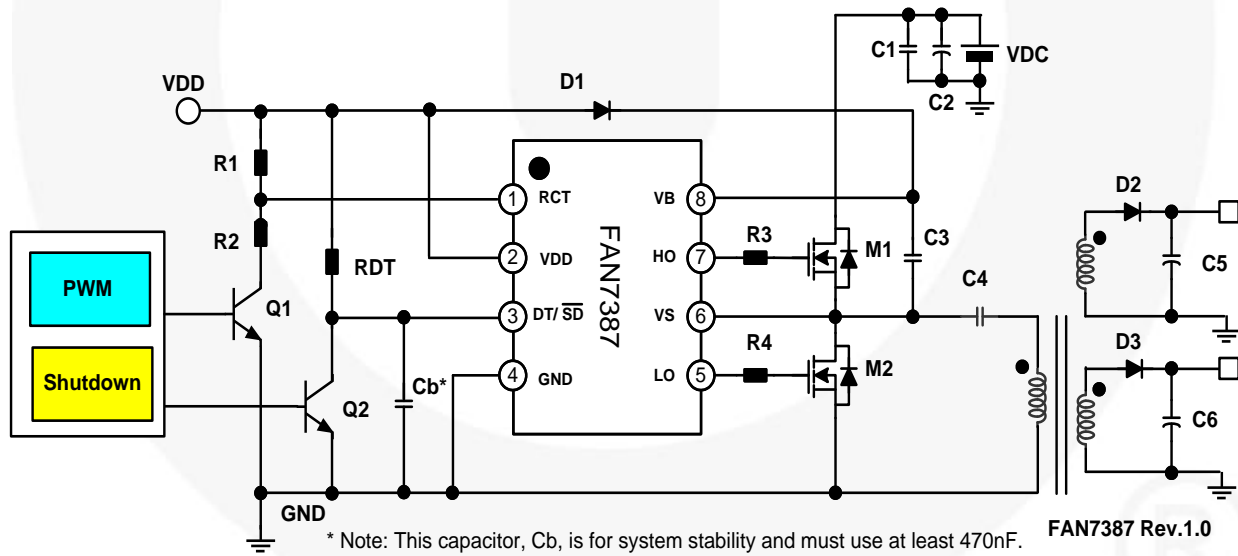 VDD
D1
C1
C2
VDC
R1
R2
RDT
PWM
Shutdown
Q1
Q2
Cb*
GND
FAN7387
1 RCT
2 VDD
3 DT/ SD
4 GND
VB 8
HO 7
VS 6
LO 5
R3
R4
M1
M2
C3
C4
D2
C5
D3
C6
* Note: This capacitor, Cb, is for system stability and must use at least 470nF.
FAN7387 Rev.1.0